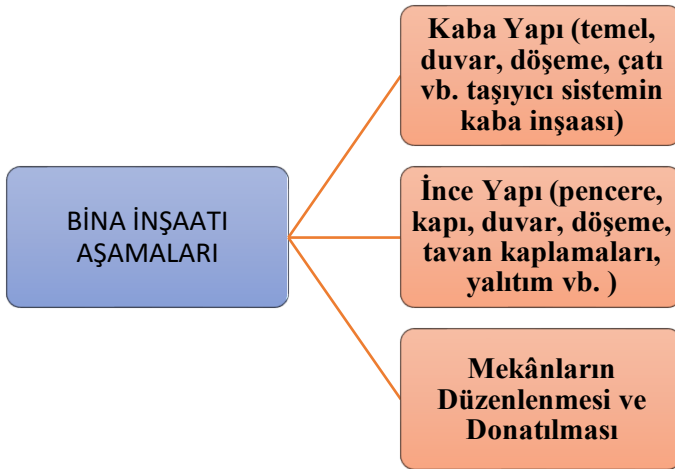 BİNA İNŞAATI
AŞAMALARI
Kaba Yapı (temel,
duvar, döşeme, çatı
vb. taşıyıcı sistemin
kaba inşaası)
İnce Yapı (pencere,
kapı, duvar, döşeme,
tavan kaplamaları,
yalıtım vb. )
Mekânların
Düzenlenmesi ve
Donatılması